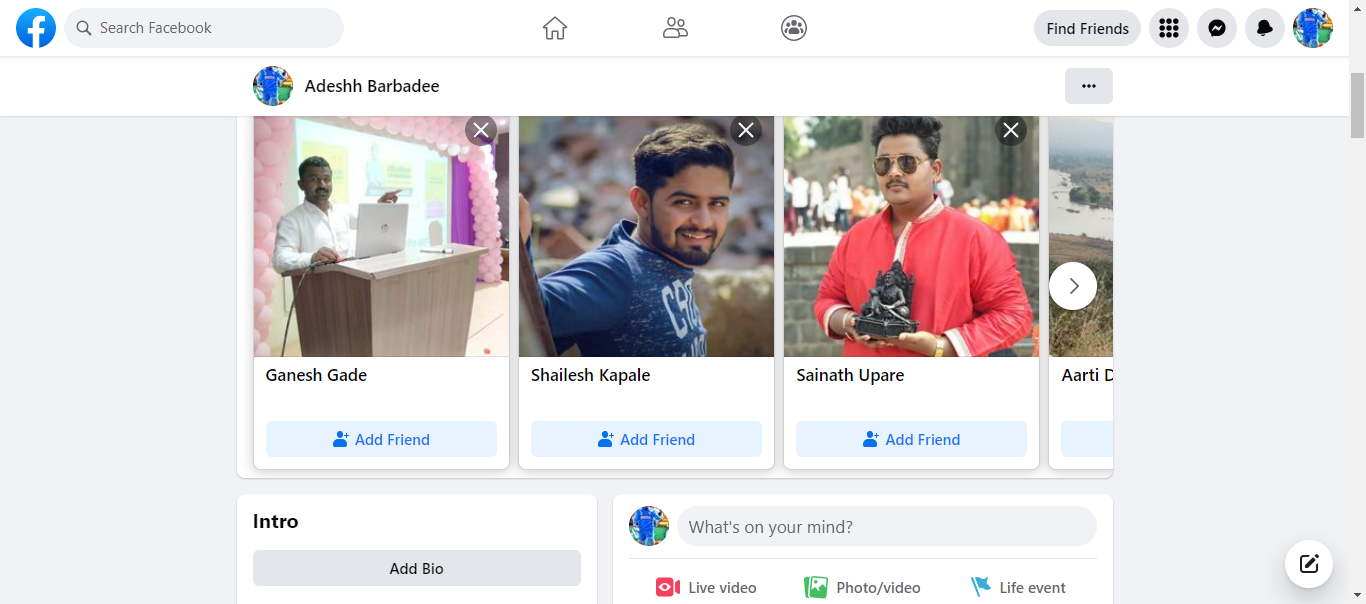 Search Facebook
Find Friends
Adeshh Barbadee
Ganesh Gade
Shailesh Kapale
Sainath Upare
Aarti D
Add Friend
Add Friend
Add Friend
Intro
Add Bio
What's on your mind?
Live video
Photo/video
Life event